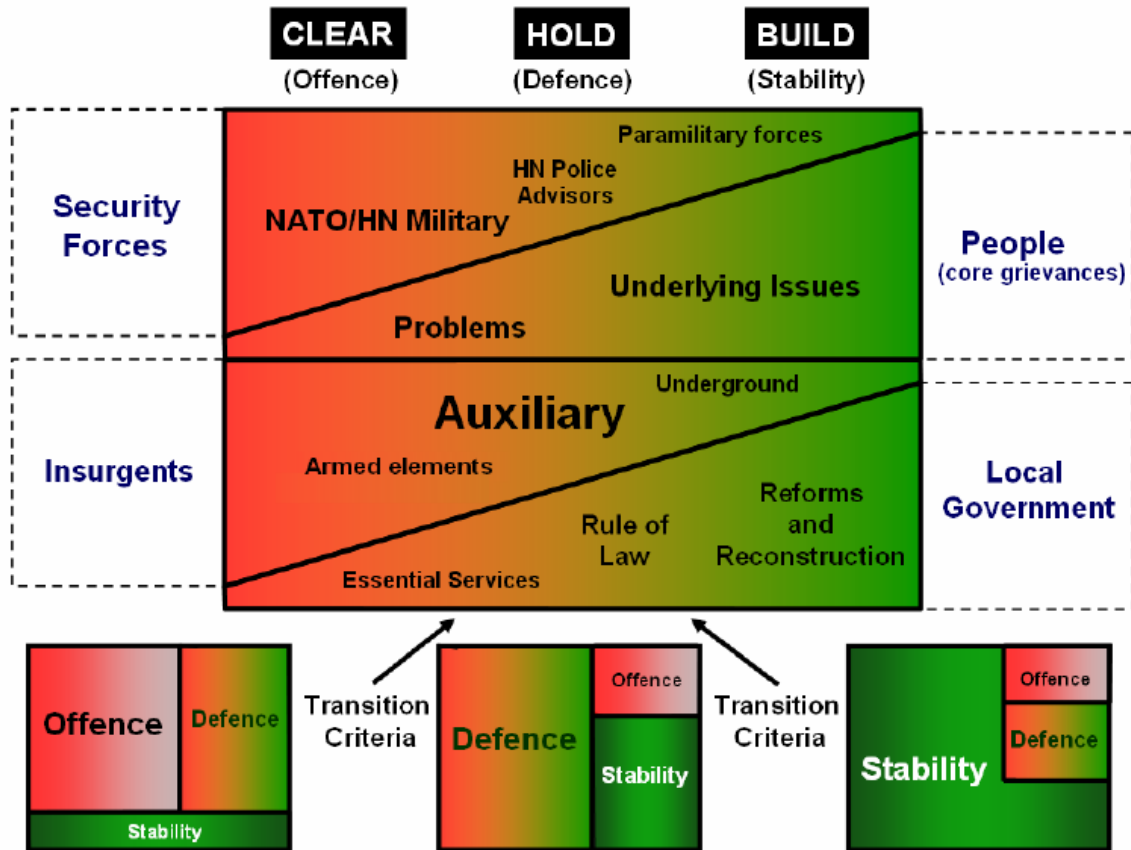 CLEAR
HOLD
BUILD
(Offence)
(Defence)
(Stability)
Security
Forces
Paramilitary forces
HN Police
Advisors
NATO/HN Military
Underlying Issues
Problems
People
(core grievances)
Insurgents
Underground
Auxiliary
Armed elements
Rule of
Law
Reforms
and
Reconstruction
Essential Services
Local
Government
Offence
Defence
Stability
Transition
Criteria
Defence
Offence
Stability
Transition
Criteria
Stability
Offence
Defence